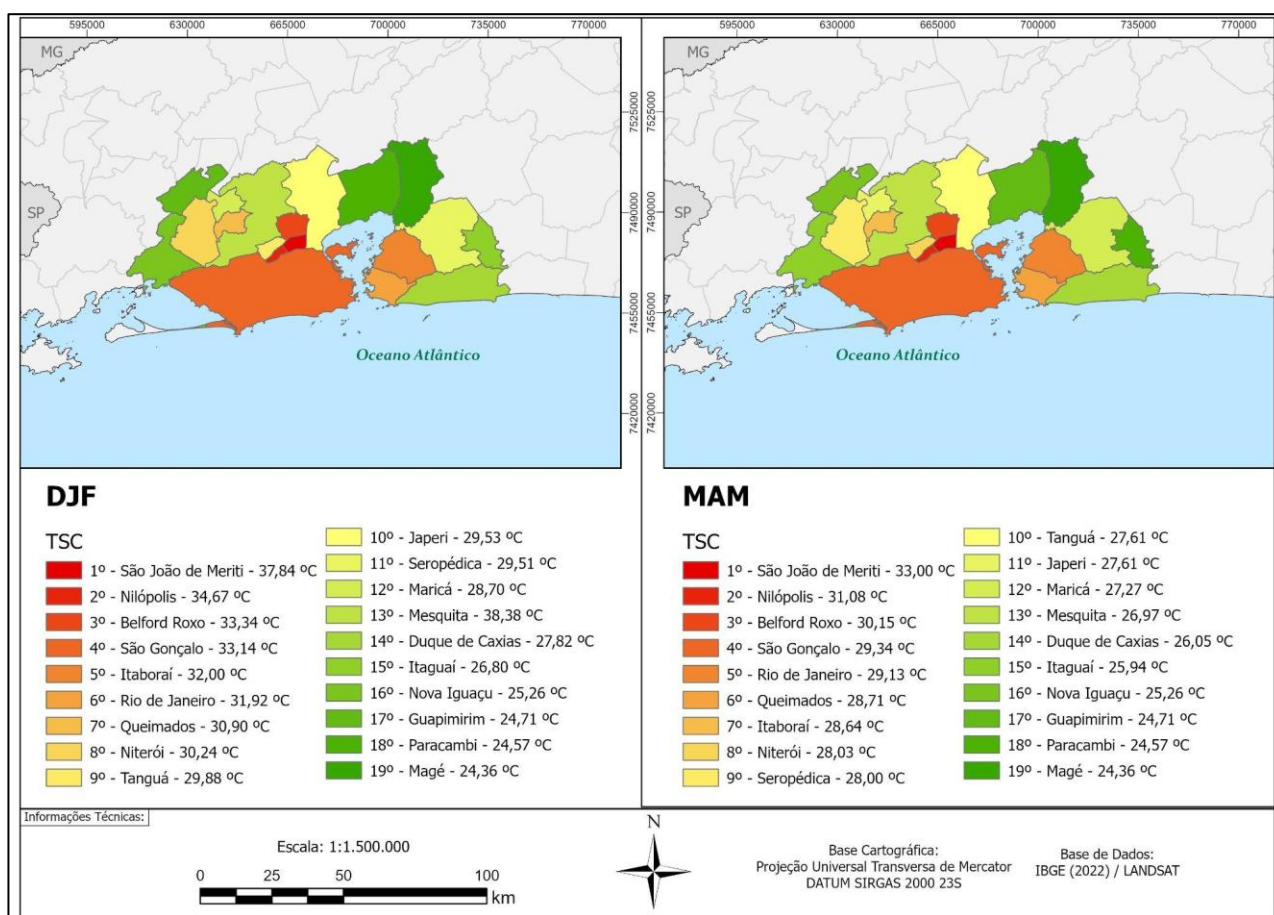 595000 630000 665000 700000 735000 770000
595000 630000 665000 700000 735000 770000
MG
SP
Oceano Atlântico
7525000
7490000
7455000
7420000
MG
SP
Oceano Atlântico
7525000
7490000
7455000
7420000
DJF
TSC
1º - São João de Meriti - 37,84 ºC
2º - Nilópolis - 34,67 ºC
3º - Belford Roxo - 33,34 ºC
4º - São Gonçalo - 33,14 ºC
5º - Itaboraí - 32,00 ºC
6º - Rio de Janeiro - 31,92 ºC
7º - Queimados - 30,90 ºC
8º - Niterói - 30,24 ºC
9º - Tanguá - 29,88 ºC
10º - Japeri - 29,53 ºC
11º - Seropédica - 29,51 ºC
12º - Maricá - 28,70 ºC
13º - Mesquita - 38,38 ºC
14º - Duque de Caxias - 27,82 ºC
15º - Itaguaí - 26,80 ºC
16º - Nova Iguaçu - 25,26 ºC
17º - Guapimirim - 24,71 ºC
18º - Paracambi - 24,57 ºC
19º - Magé - 24,36 ºC
MAM
TSC
1º - São João de Meriti - 33,00 ºC
2º - Nilópolis - 31,08 ºC
3º - Belford Roxo - 30,15 ºC
4º - São Gonçalo - 29,34 ºC
5º - Rio de Janeiro - 29,13 ºC
6º - Queimados - 28,71 ºC
7º - Itaboraí - 28,64 ºC
8º - Niterói - 28,03 ºC
9º - Seropédica - 28,00 ºC
10º - Tanguá - 27,61 ºC
11º - Japeri - 27,61 ºC
12º - Maricá - 27,27 ºC
13º - Mesquita - 26,97 ºC
14º - Duque de Caxias - 26,05 ºC
15º - Itaguaí - 25,94 ºC
16º - Nova Iguaçu - 25,26 ºC
17º - Guapimirim - 24,71 ºC
18º - Paracambi - 24,57 ºC
19º - Magé - 24,36 ºC
Informações Técnicas:
Escala: 1:1.500.000
0 25 50 100
km
N
Base Cartográfica:
Projeção Universal Transversa de Mercator
DATUM SIRGAS 2000 23S
Base de Dados:
IBGE (2022) / LANDSAT